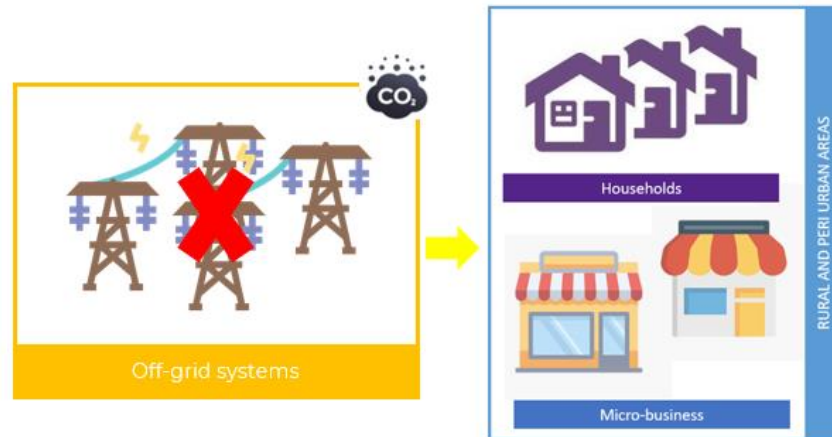 CO₂
Off-grid systems
Households
Micro-business
RURAL AND PERI URBAN AREAS